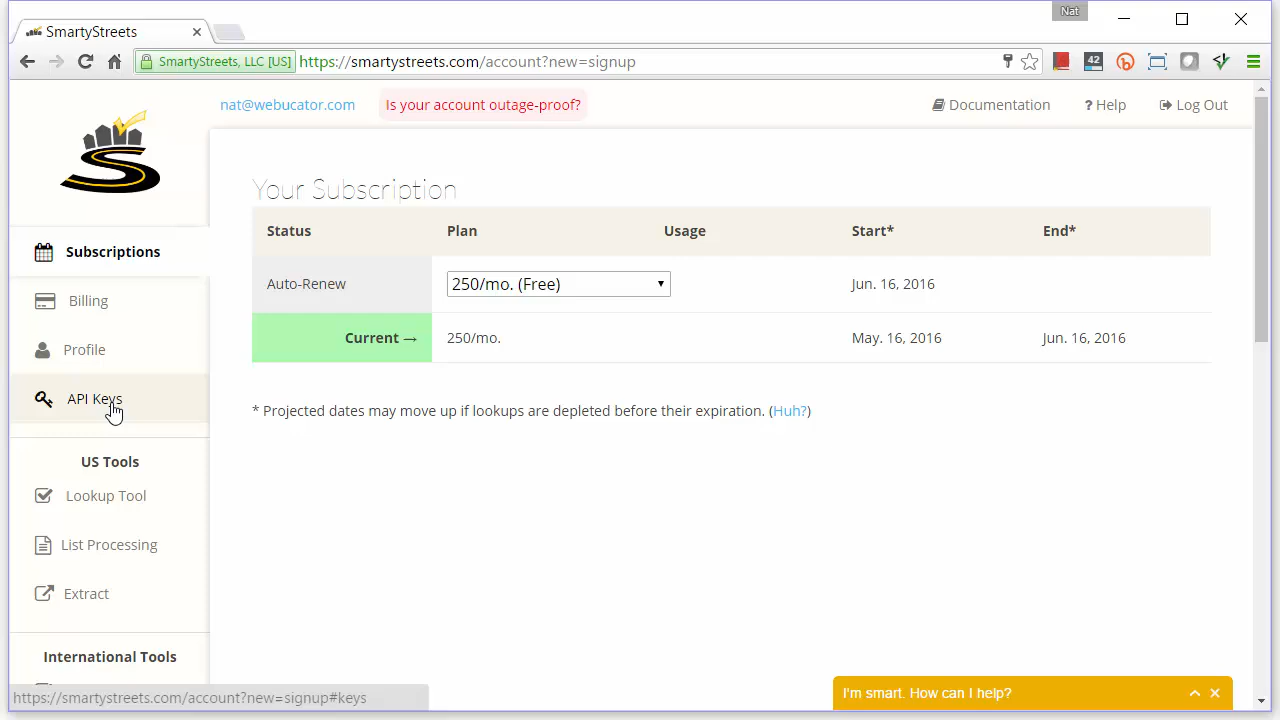 Nat
SmartyStreets
SmartyStreets, LLC [US] https://smartystreets.com/account?new=signup
42
nat@webucator.com Is your account outage-proof? Documentation ? Help Log Out
Your Subscription
Status Plan Usage Start* End*
Auto-Renew 250/mo. (Free) Jun. 16, 2016
Current → 250/mo. May. 16, 2016 Jun. 16, 2016
* Projected dates may move up if lookups are depleted before their expiration. (Huh?)
Subscriptions
Billing
Profile
API Keys
US Tools
Lookup Tool
List Processing
Extract
International Tools
https://smartystreets.com/account?new=signup#keys
I'm smart. How can I help?